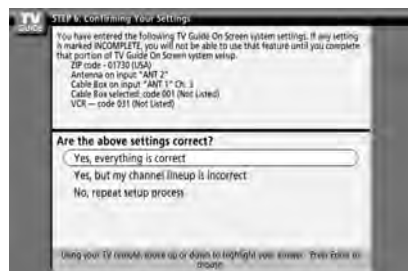 TV
GUIDE
STEP 6: Confirming Your Settings
You have entered the following TV Guide On Screen system settings. If any setting
is marked INCOMPLETE, you will not be able to use that feature until you complete
that portion of TV Guide On Screen system setup.
ZIP code - 01730 (USA)
Antenna on input "ANT 2"
Cable Box on input "ANT 1" Ch. 3
Cable Box selected: code 001 (Not Listed)
VCR — code 031 (Not Listed)
Are the above settings correct?
Yes, everything is correct
Yes, but my channel lineup is incorrect
No, repeat setup process
Using your TV remote, move up or down to highlight your answer. Press Enter to
choose.